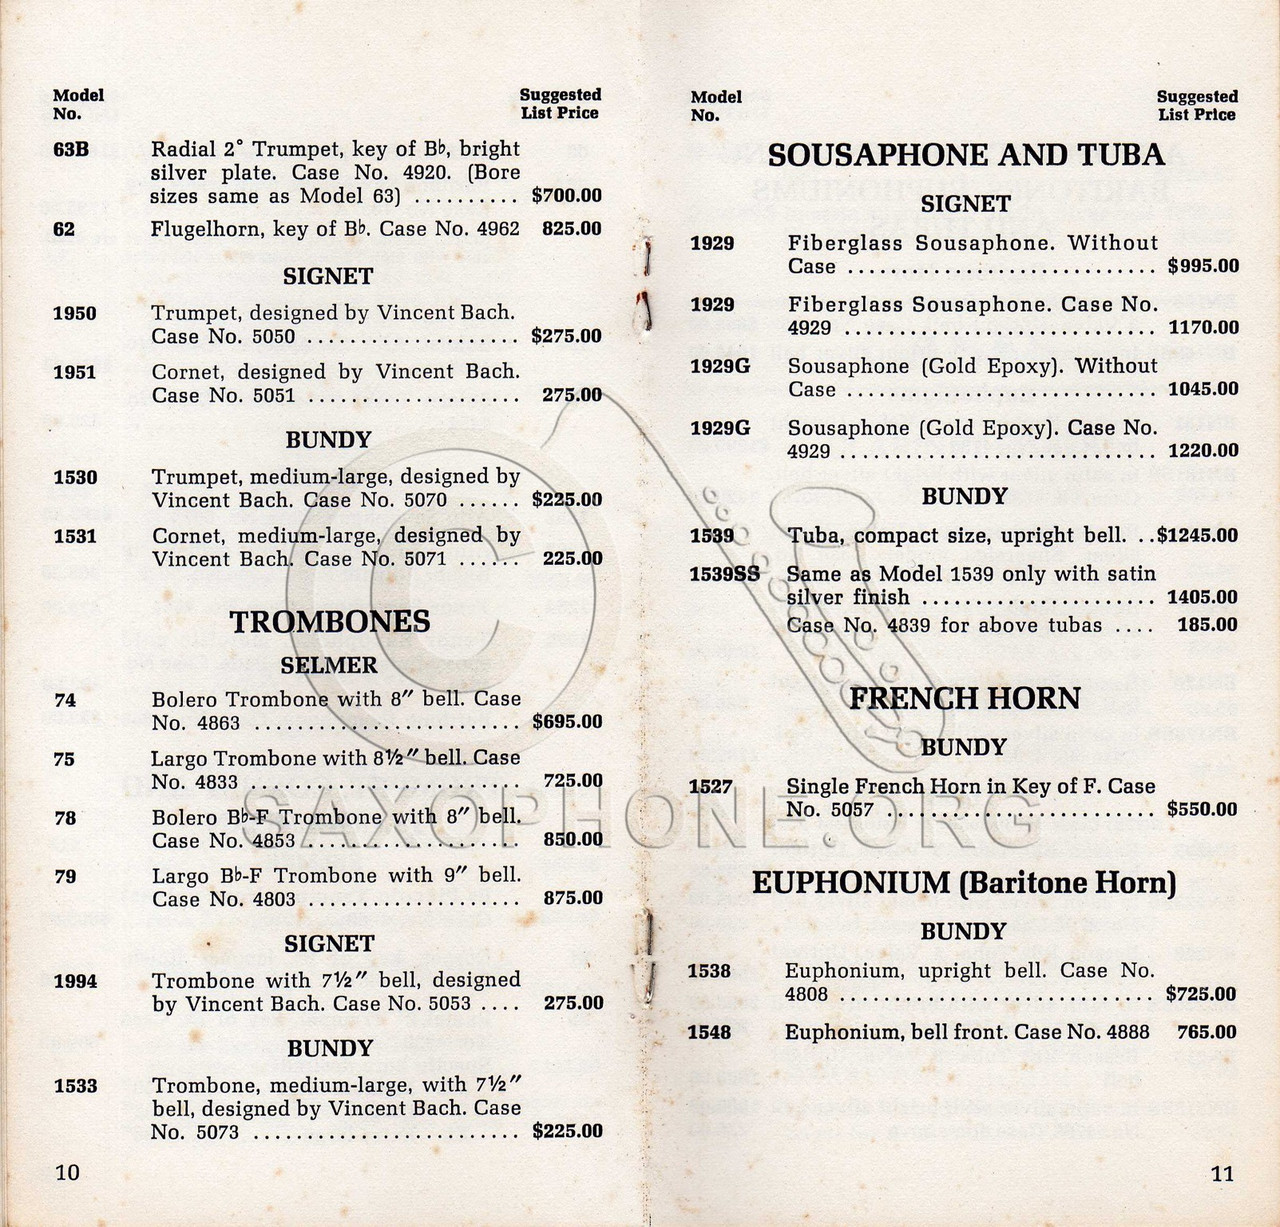 Model
No.
Suggested
List Price
63B Radial 2° Trumpet, key of B♭, bright
silver plate. Case No. 4920. (Bore
sizes same as Model 63) .......... $700.00
62 Flugelhorn, key of B♭. Case No. 4962 825.00
SIGNET
1950 Trumpet, designed by Vincent Bach.
Case No. 5050 .................... $275.00
1951 Cornet, designed by Vincent Bach.
Case No. 5051 .................... 275.00
BUNDY
1530 Trumpet, medium-large, designed by
Vincent Bach. Case No. 5070 ...... $225.00
1531 Cornet, medium-large, designed by
Vincent Bach. Case No. 5071 ...... 225.00
TROMBONES
SELMER
74 Bolero Trombone with 8″ bell. Case
No. 4863 ......................... $695.00
75 Largo Trombone with 8½″ bell. Case
No. 4833 ......................... 725.00
78 Bolero B♭-F Trombone with 8″ bell.
Case No. 4853 .................... 850.00
79 Largo B♭-F Trombone with 9″ bell.
Case No. 4803 .................... 875.00
SIGNET
1994 Trombone with 7½″ bell, designed
by Vincent Bach. Case No. 5053 .... 275.00
BUNDY
1533 Trombone, medium-large, with 7½″
bell, designed by Vincent Bach. Case
No. 5073 ......................... $225.00
10
Model
No.
Suggested
List Price
SOUSAPHONE AND TUBA
SIGNET
1929 Fiberglass Sousaphone. Without
Case ............................. $995.00
1929 Fiberglass Sousaphone. Case No.
4929 ............................. 1170.00
1929G Sousaphone (Gold Epoxy). Without
Case ............................. 1045.00
1929G Sousaphone (Gold Epoxy). Case No.
4929 ............................. 1220.00
BUNDY
1539 Tuba, compact size, upright bell. ..$1245.00
1539SS Same as Model 1539 only with satin
silver finish ...................... 1405.00
Case No. 4839 for above tubas .... 185.00
FRENCH HORN
BUNDY
1527 Single French Horn in Key of F. Case
No. 5057 ......................... $550.00
EUPHONIUM (Baritone Horn)
BUNDY
1538 Euphonium, upright bell. Case No.
4808 ............................. $725.00
1548 Euphonium, bell front. Case No. 4888 765.00
11
SAXOPHONE.ORG